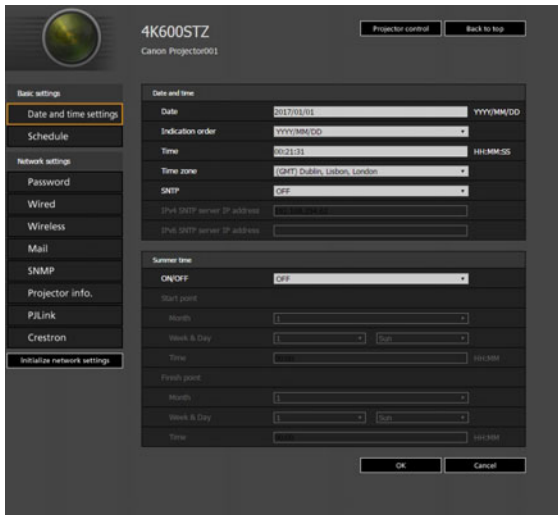 4K600STZ
Canon Projector001
Projector control
Back to top
Basic settings
Date and time settings
Schedule
Network settings
Password
Wired
Wireless
Mail
SNMP
Projector info.
PJLink
Crestron
Initialize network settings
Date and time
Date 2017/01/01 YYYY/MM/DD
Indication order YYYY/MM/DD
Time 00:21:31 HH:MM:SS
Time zone (GMT) Dublin, Lisbon, London
SNTP OFF
IPv4 SNTP server IP address
IPv6 SNTP server IP address
Summer time
ON/OFF OFF
Start point
Month 1
Week & Day 1 Sun
Time HH:MM
Finish point
Month 1
Week & Day 1 Sun
Time HH:MM
OK Cancel